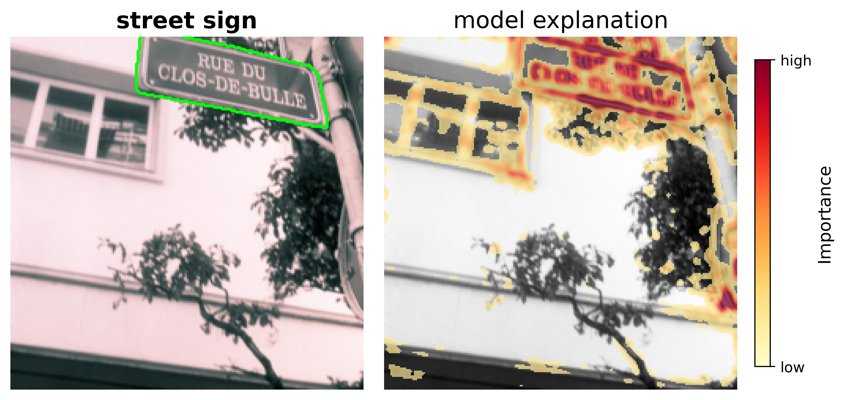 street sign
model explanation
RUE DU
CLOS-DE-BULLE
high
Importance
low